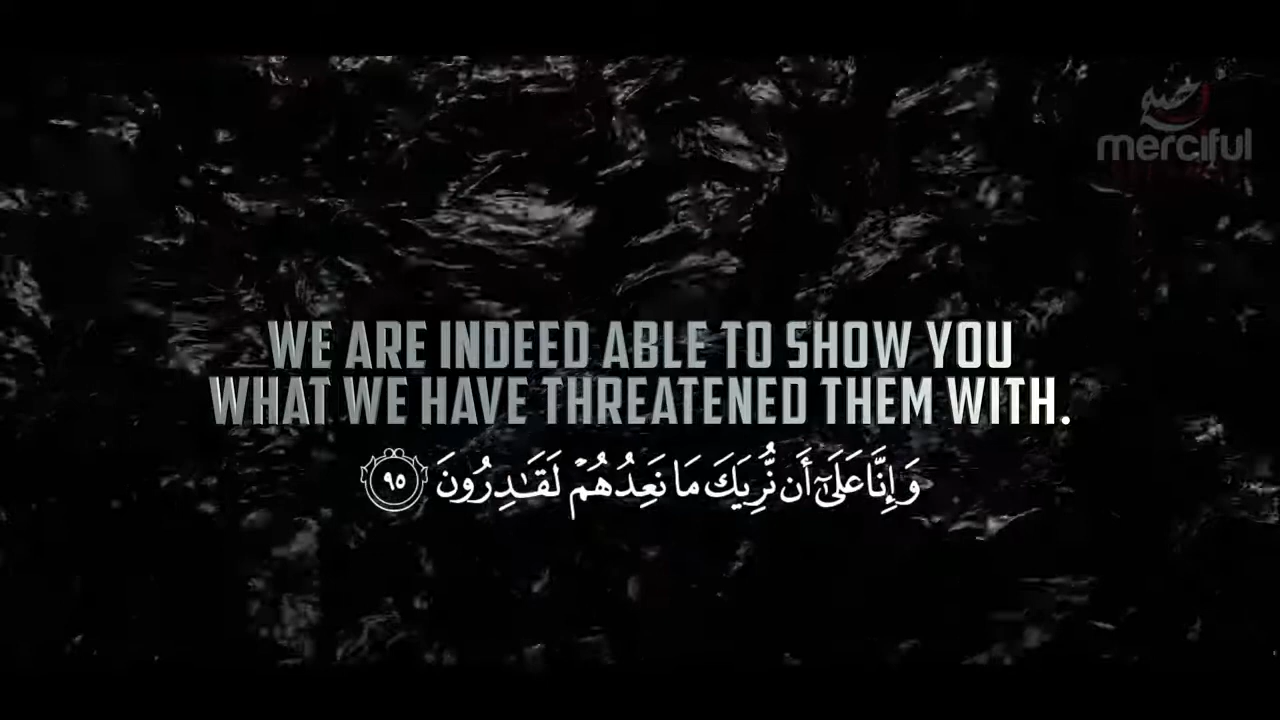 merciful
WE ARE INDEED ABLE TO SHOW YOU
WHAT WE HAVE THREATENED THEM WITH.
وَإِنَّا عَلَىٰٓ أَن نُّرِيَكَ مَا نَعِدُهُمْ لَقَـٰدِرُونَ ٩٥